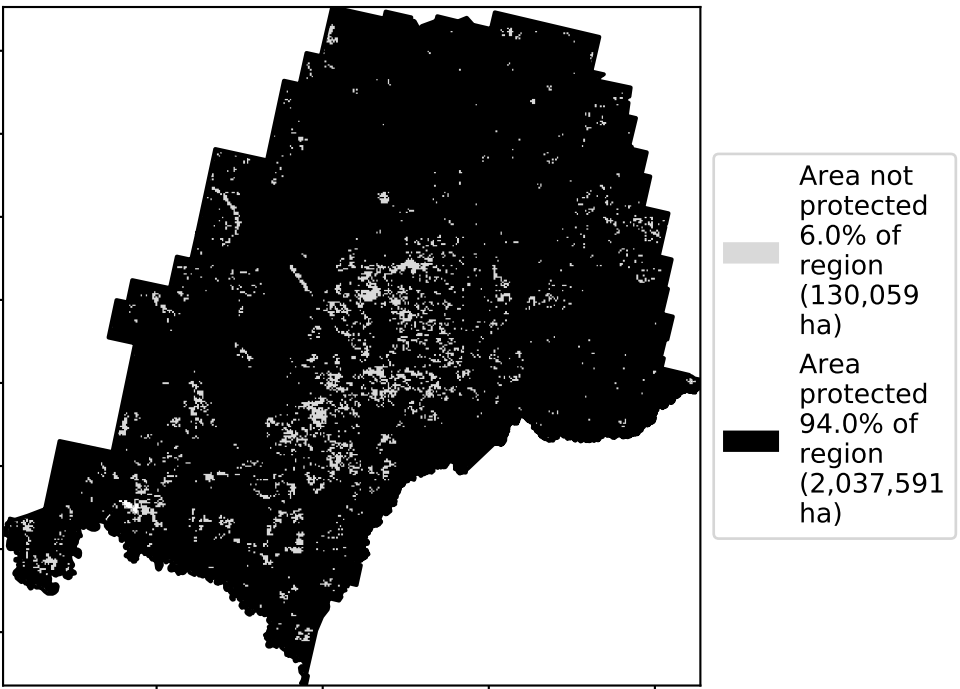 Area not
protected
6.0% of
region
(130,059
ha)
Area
protected
94.0% of
region
(2,037,591
ha)